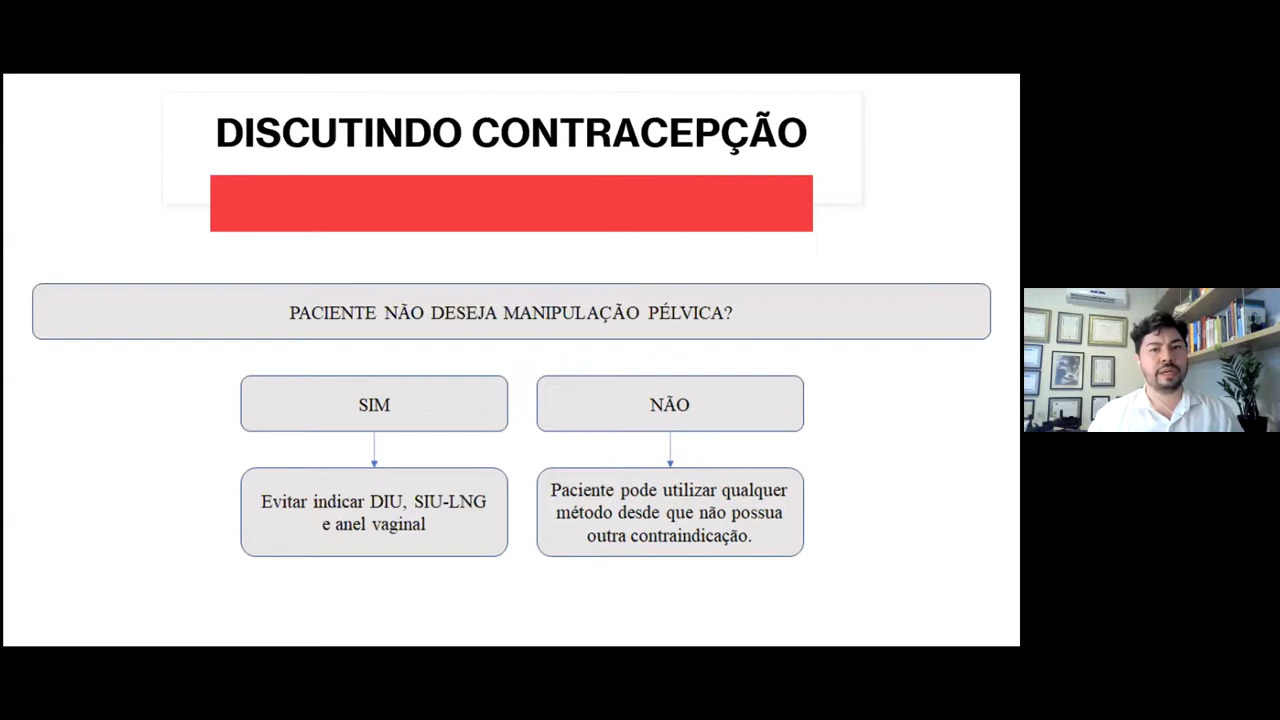 DISCUTINDO CONTRACEPÇÃO
PACIENTE NÃO DESEJA MANIPULAÇÃO PÉLVICA?
SIM
NÃO
Evitar indicar DIU, SIU-LNG
e anel vaginal
Paciente pode utilizar qualquer
método desde que não possua
outra contraindicação.